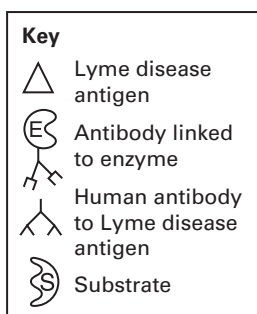 Key
Lyme disease
antigen
E
Antibody linked
to enzyme
Human antibody
to Lyme disease
antigen
S
Substrate